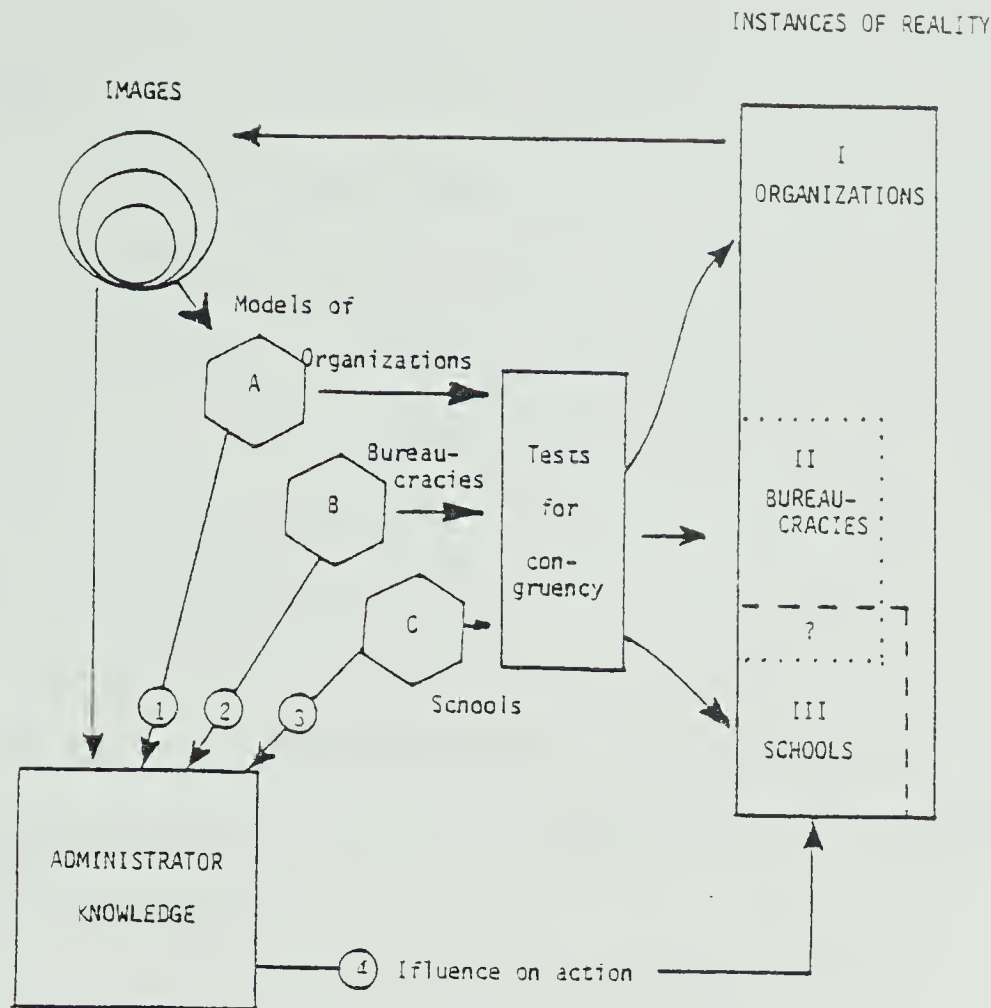 INSTANCES OF REALITY
IMAGES
I
ORGANIZATIONS
Models of
Organizations
A
Bureau-
cracies
B
Tests
for
con-
gruency
II
BUREAU-
CRACIES
C
?
Schools
III
SCHOOLS
1
2
3
ADMINISTRATOR
KNOWLEDGE
4 Ifluence on action